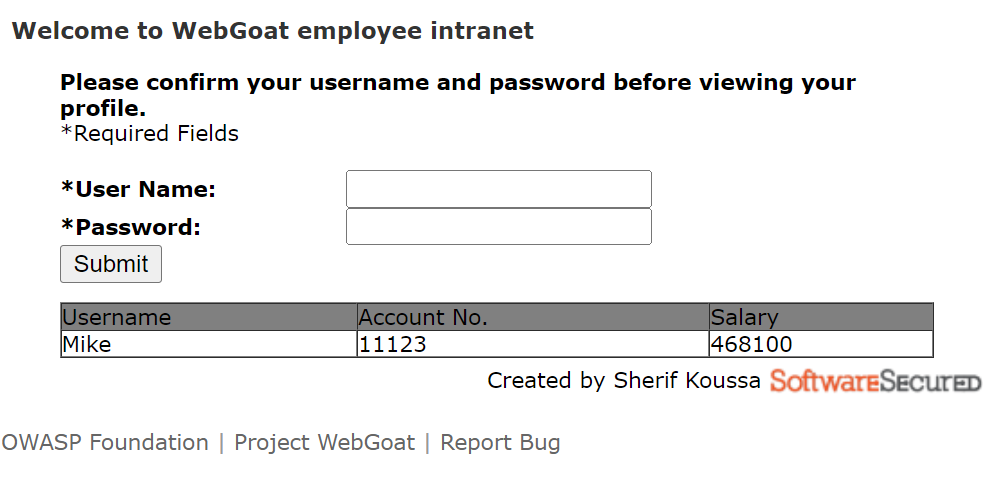 Welcome to WebGoat employee intranet
Please confirm your username and password before viewing your
profile.
*Required Fields
*User Name:
*Password:
Submit
Username Account No. Salary
Mike 11123 468100
Created by Sherif Koussa SoftwareSecured
OWASP Foundation | Project WebGoat | Report Bug